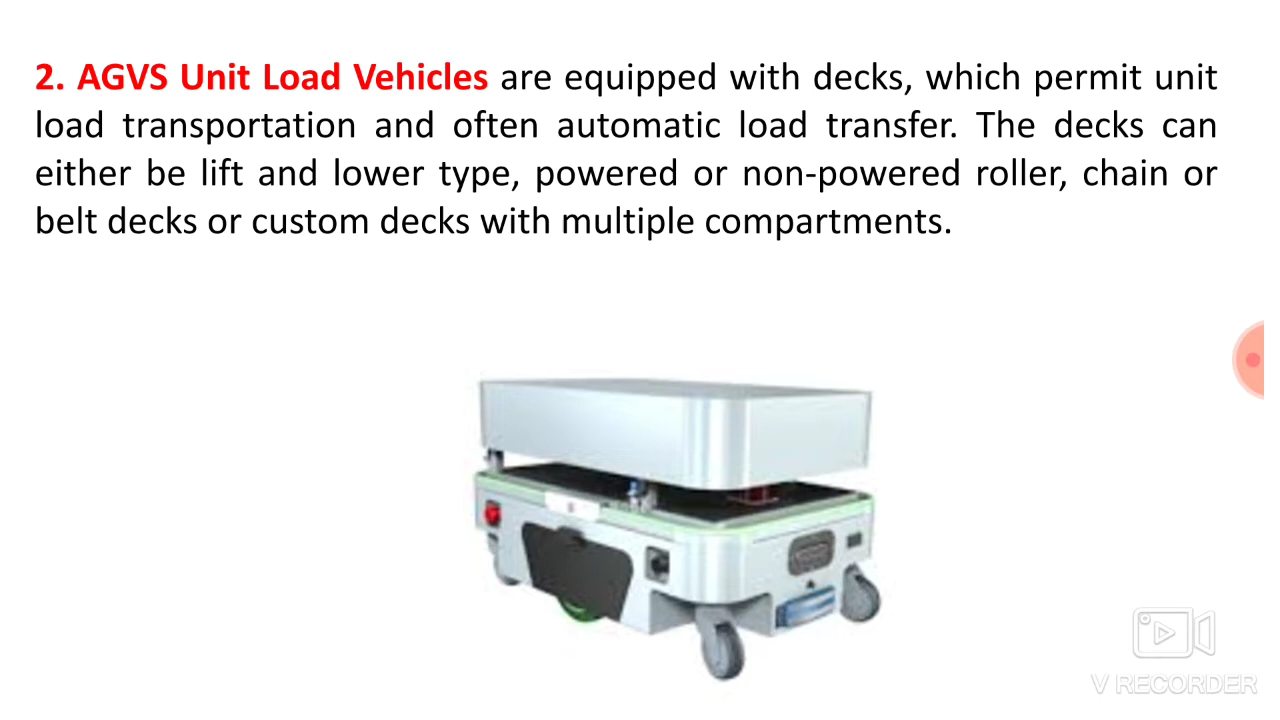 2. AGVS Unit Load Vehicles are equipped with decks, which permit unit
load transportation and often automatic load transfer. The decks can
either be lift and lower type, powered or non-powered roller, chain or
belt decks or custom decks with multiple compartments.
V RECORDER